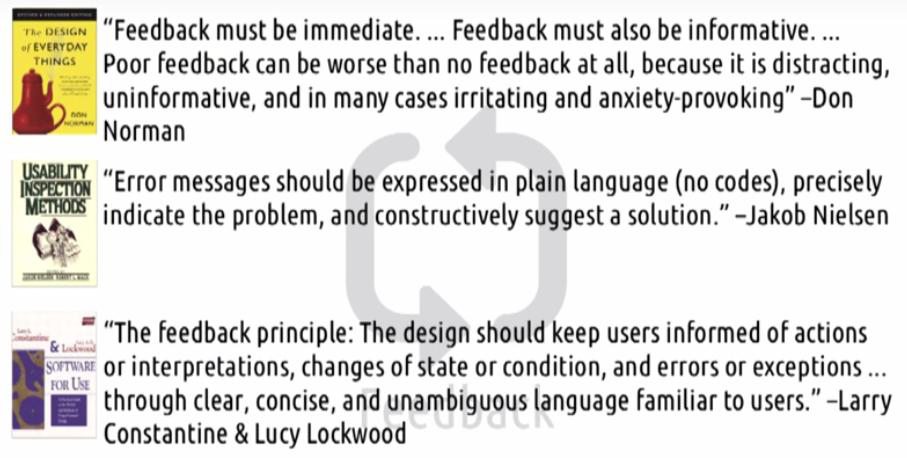 REVISED & EXPANDED EDITION
The DESIGN
of EVERYDAY
THINGS
DON
NORMAN
“Feedback must be immediate. ... Feedback must also be informative. ...
Poor feedback can be worse than no feedback at all, because it is distracting,
uninformative, and in many cases irritating and anxiety-provoking” –Don
Norman
USABILITY
INSPECTION
METHODS
“Error messages should be expressed in plain language (no codes), precisely
indicate the problem, and constructively suggest a solution.” –Jakob Nielsen
Larry L.
Constantine
& Lockwood
SOFTWARE
FOR USE
“The feedback principle: The design should keep users informed of actions
or interpretations, changes of state or condition, and errors or exceptions ...
through clear, concise, and unambiguous language familiar to users.” –Larry
Constantine & Lucy Lockwood
Feedback